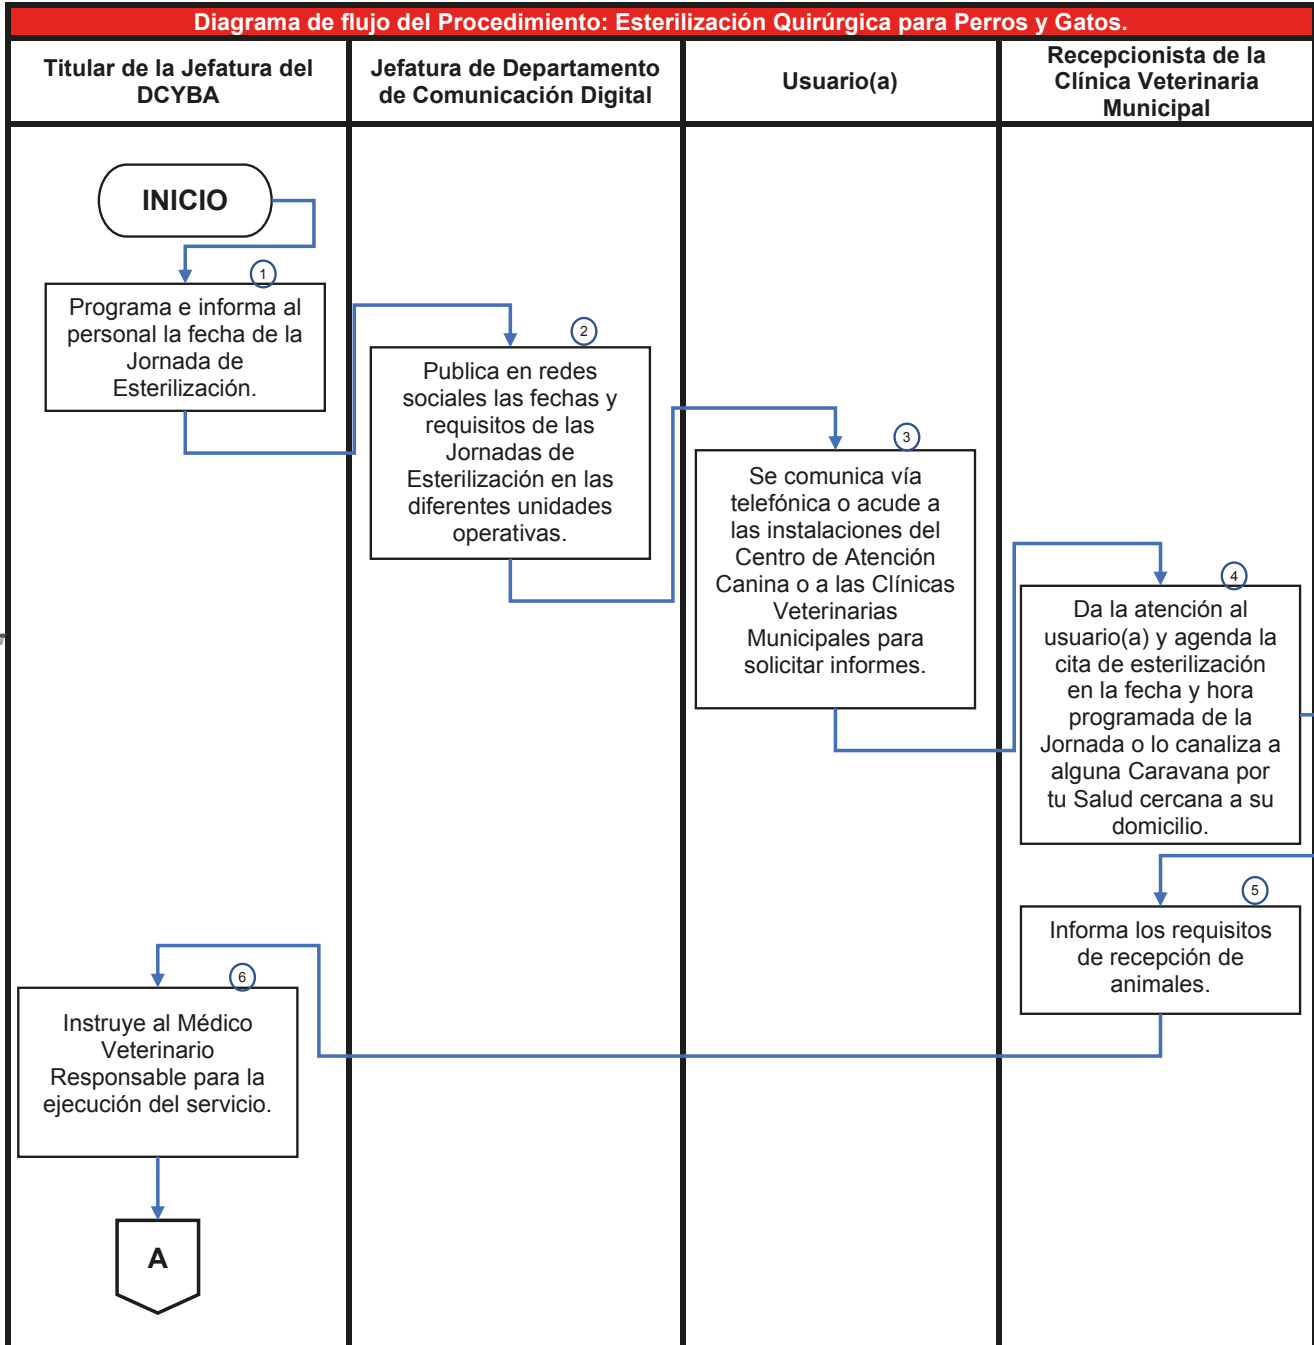 Diagrama de flujo del Procedimiento: Esterilización Quirúrgica para Perros y Gatos.
Titular de la Jefatura del
DCYBA
Jefatura de Departamento
de Comunicación Digital
Usuario(a)
Recepcionista de la
Clínica Veterinaria
Municipal
INICIO
1
Programa e informa al
personal la fecha de la
Jornada de
Esterilización.
2
Publica en redes
sociales las fechas y
requisitos de las
Jornadas de
Esterilización en las
diferentes unidades
operativas.
3
Se comunica vía
telefónica o acude a
las instalaciones del
Centro de Atención
Canina o a las Clínicas
Veterinarias
Municipales para
solicitar informes.
4
Da la atención al
usuario(a) y agenda la
cita de esterilización
en la fecha y hora
programada de la
Jornada o lo canaliza a
alguna Caravana por
tu Salud cercana a su
domicilio.
5
Informa los requisitos
de recepción de
animales.
6
Instruye al Médico
Veterinario
Responsable para la
ejecución del servicio.
A